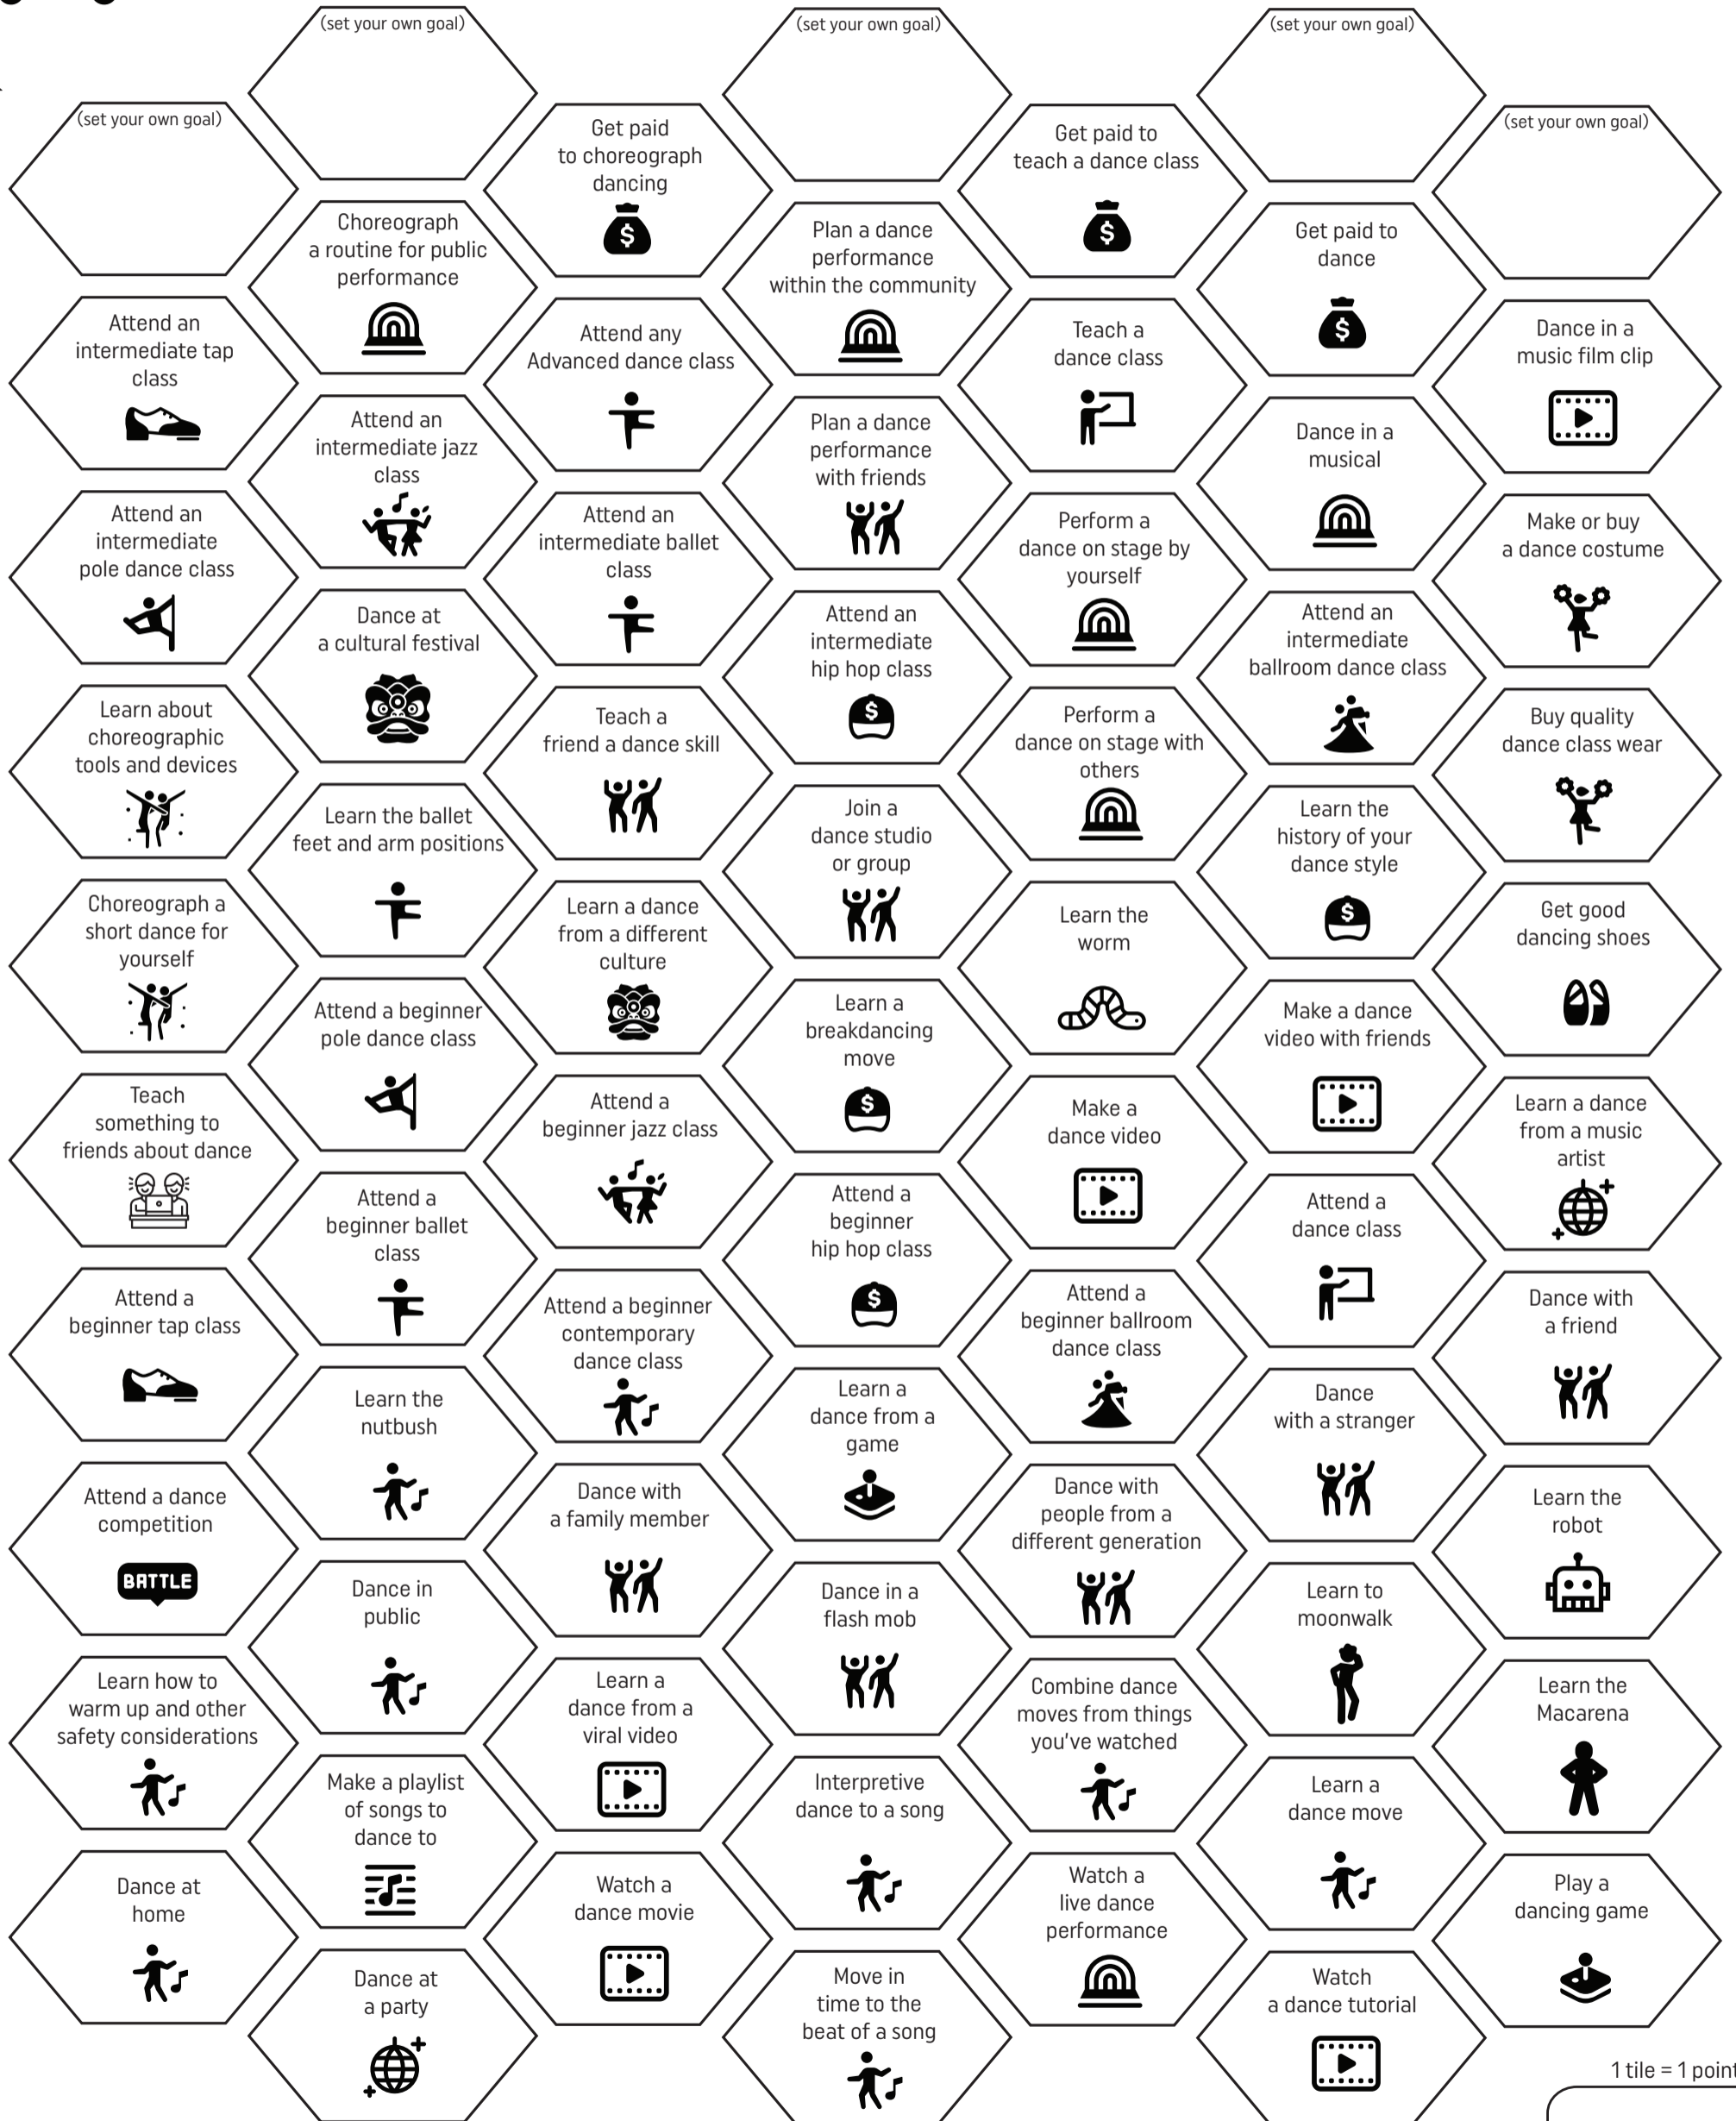 (set your own goal)
(set your own goal)
(set your own goal)
(set your own goal)
(set your own goal)
Get paid
to choreograph
dancing
Get paid to
teach a dance class
Choreograph
a routine for public
performance
Plan a dance
performance
within the community
Get paid to
dance
Attend an
intermediate tap
class
Attend any
Advanced dance class
Teach a
dance class
Dance in a
music film clip
Attend an
intermediate jazz
class
Plan a dance
performance
with friends
Dance in a
musical
Attend an
intermediate
pole dance class
Attend an
intermediate ballet
class
Perform a
dance on stage by
yourself
Make or buy
a dance costume
Dance at
a cultural festival
Attend an
intermediate
hip hop class
Attend an
intermediate
ballroom dance class
Learn about
choreographic
tools and devices
Teach a
friend a dance skill
Perform a
dance on stage with
others
Buy quality
dance class wear
Learn the ballet
feet and arm positions
Join a
dance studio
or group
Learn the
history of your
dance style
Choreograph a
short dance for
yourself
Learn a dance
from a different
culture
Learn the
worm
Get good
dancing shoes
Attend a beginner
pole dance class
Learn a
breakdancing
move
Make a dance
video with friends
Teach
something to
friends about dance
Attend a
beginner jazz class
Make a
dance video
Learn a dance
from a music
artist
Attend a
beginner ballet
class
Attend a
beginner
hip hop class
Attend a
dance class
Attend a
beginner tap class
Attend a beginner
contemporary
dance class
Attend a
beginner ballroom
dance class
Dance with
a friend
Learn the
nutbush
Learn a
dance from a
game
Dance
with a stranger
Attend a dance
competition
BATTLE
Dance with
a family member
Dance with
people from a
different generation
Learn the
robot
Dance in
public
Dance in a
flash mob
Learn to
moonwalk
Learn how to
warm up and other
safety considerations
Learn a
dance from a
viral video
Combine dance
moves from things
you've watched
Learn the
Macarena
Make a playlist
of songs to
dance to
Interpretive
dance to a song
Learn a
dance move
Dance at
home
Watch a
dance movie
Watch a
live dance
performance
Play a
dancing game
Dance at
a party
Move in
time to the
beat of a song
Watch
a dance tutorial
1 tile = 1 point